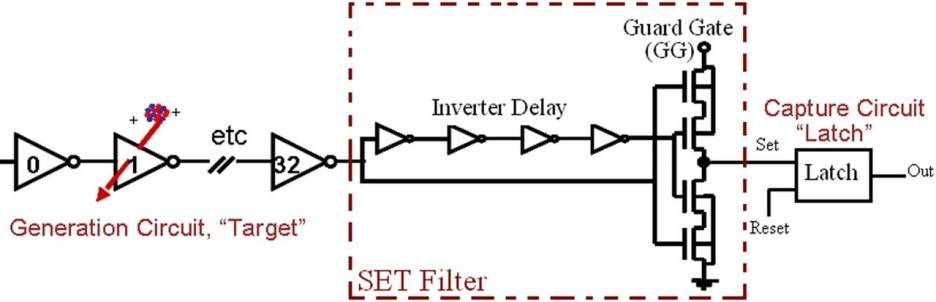 Guard Gate
(GG)
Inverter Delay
Capture Circuit
"Latch"
+ +
etc
0
1
32
Set
Latch
Out
Reset
Generation Circuit, "Target"
SET Filter